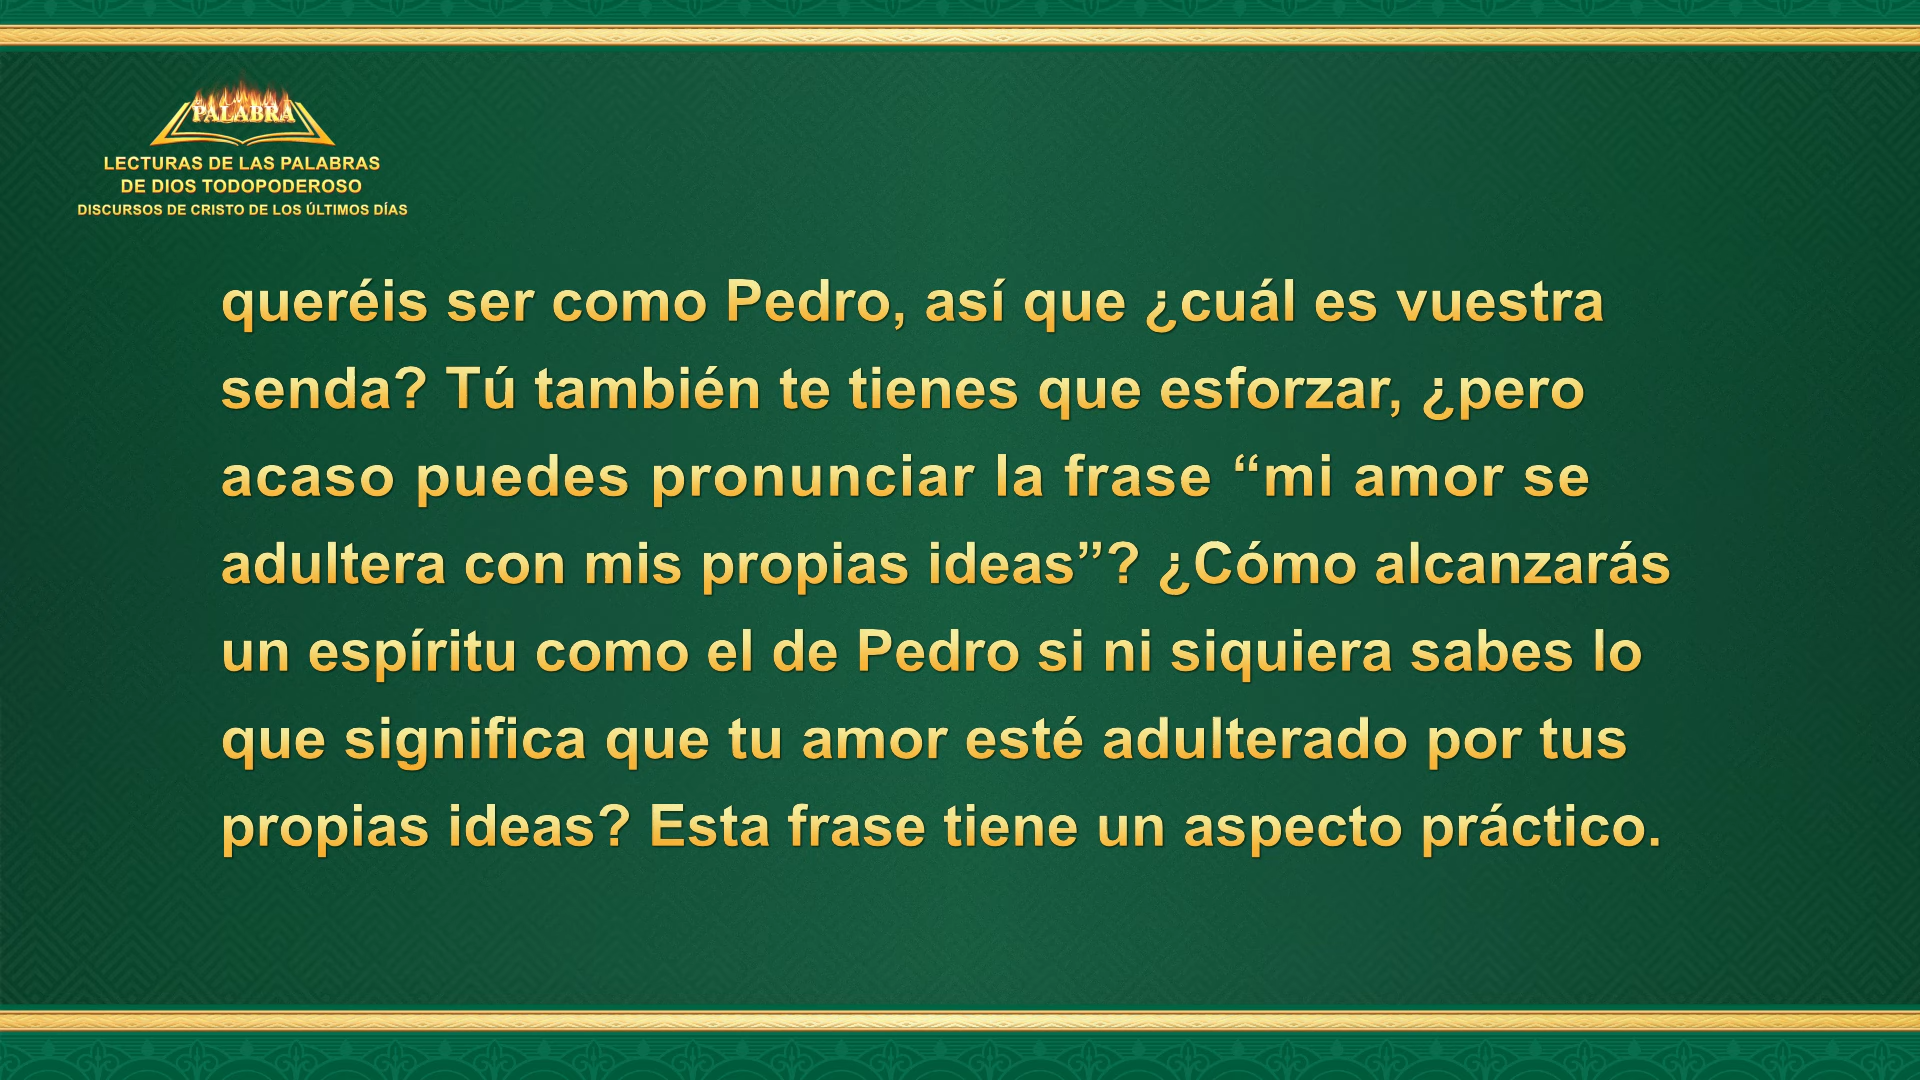 PALABRA
LECTURAS DE LAS PALABRAS
DE DIOS TODOPODEROSO
DISCURSOS DE CRISTO DE LOS ÚLTIMOS DÍAS
queréis ser como Pedro, así que ¿cuál es vuestra
senda? Tú también te tienes que esforzar, ¿pero
acaso puedes pronunciar la frase “mi amor se
adultera con mis propias ideas”? ¿Cómo alcanzarás
un espíritu como el de Pedro si ni siquiera sabes lo
que significa que tu amor esté adulterado por tus
propias ideas? Esta frase tiene un aspecto práctico.